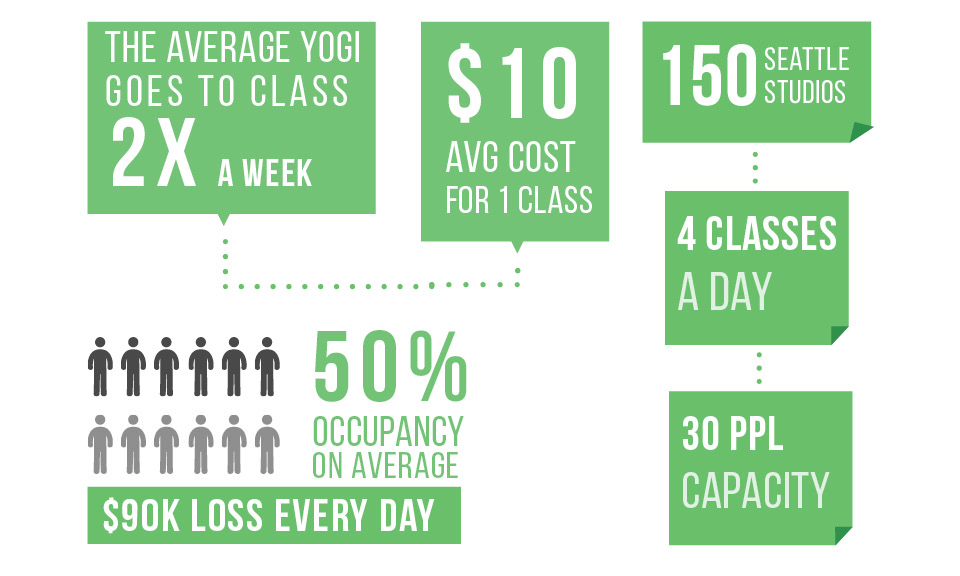 THE AVERAGE YOGI
GOES TO CLASS
2X A WEEK
$10
AVG COST
FOR 1 CLASS
150 SEATTLE
STUDIOS
4 CLASSES
A DAY
30 PPL
CAPACITY
50%
OCCUPANCY
ON AVERAGE
$90K LOSS EVERY DAY